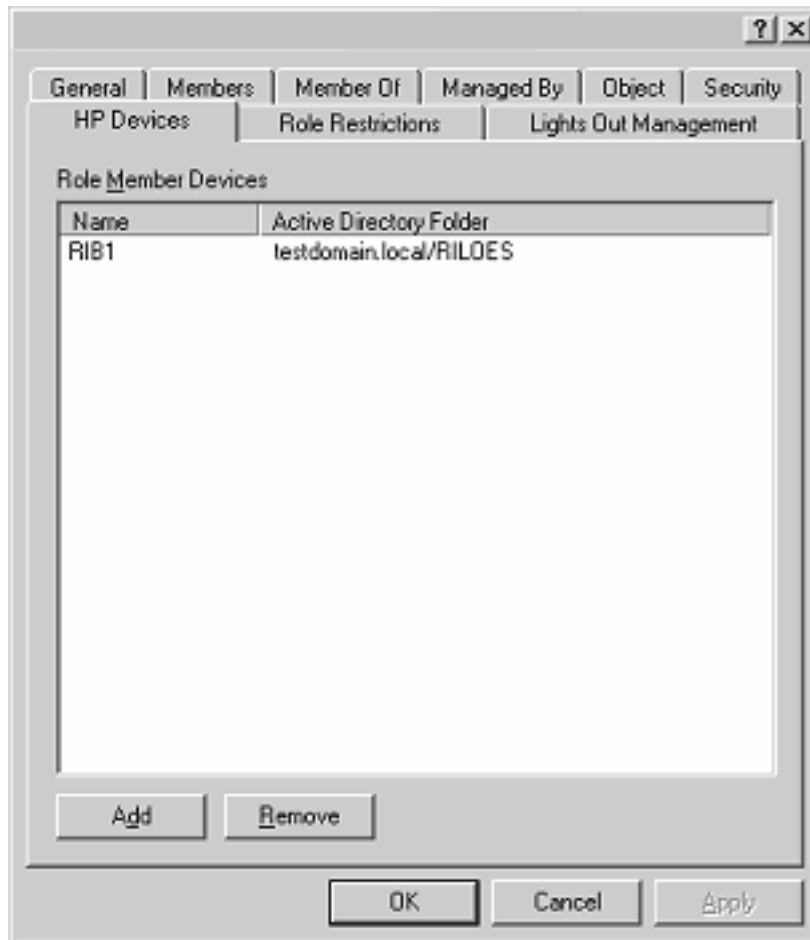 General Members Member Of Managed By Object Security
HP Devices Role Restrictions Lights Out Management
Role Member Devices
Name Active Directory Folder
RIB1 testdomain.local/RILOES
Add Remove
OK Cancel Apply